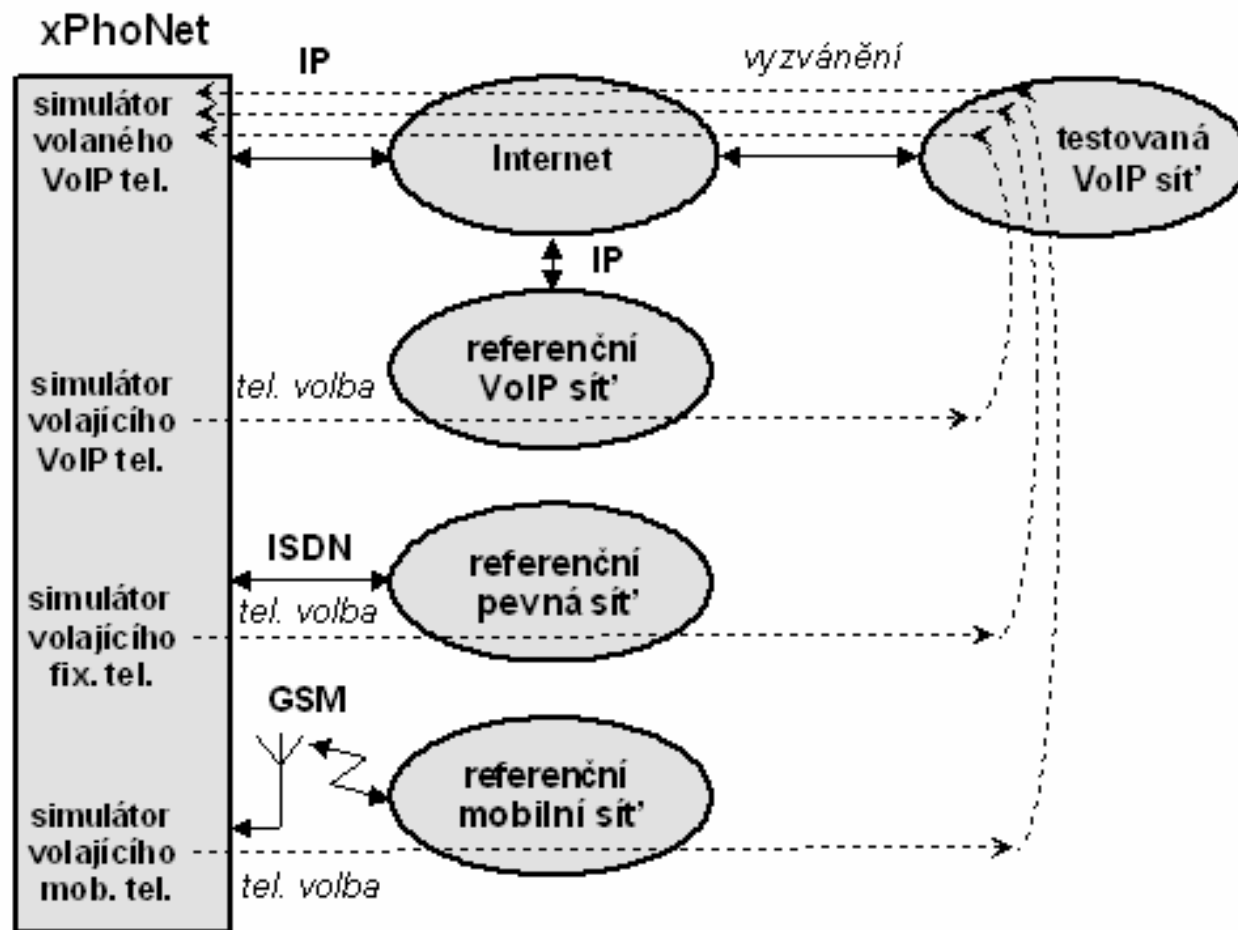 xPhoNet
IP
vyzvánění
simulátor
volaného
VoIP tel.
Internet
testovaná
VoIP síť
IP
referenční
VoIP síť
simulátor
volajícího
VoIP tel.
tel. volba
ISDN
referenční
pevná síť
simulátor
volajícího
fix. tel.
tel. volba
GSM
referenční
mobilní síť
simulátor
volajícího
mob. tel.
tel. volba